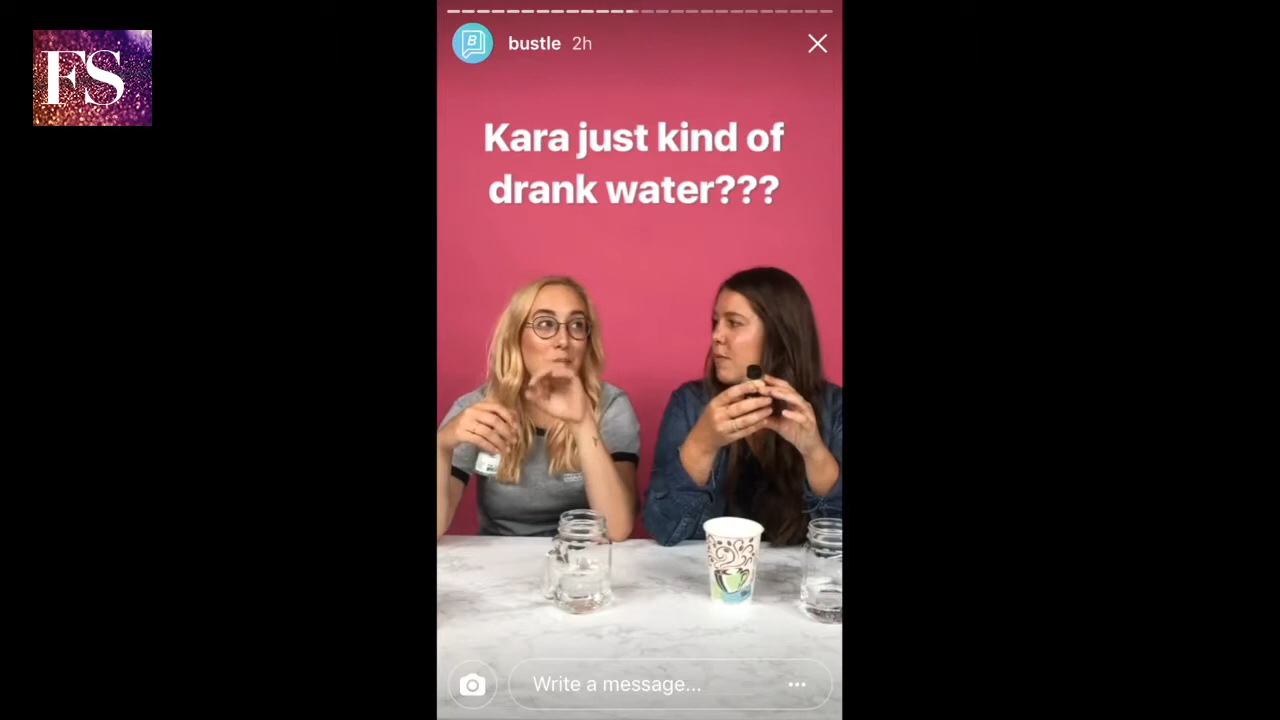 FS
bustle 2h
Kara just kind of
drank water???
Write a message...